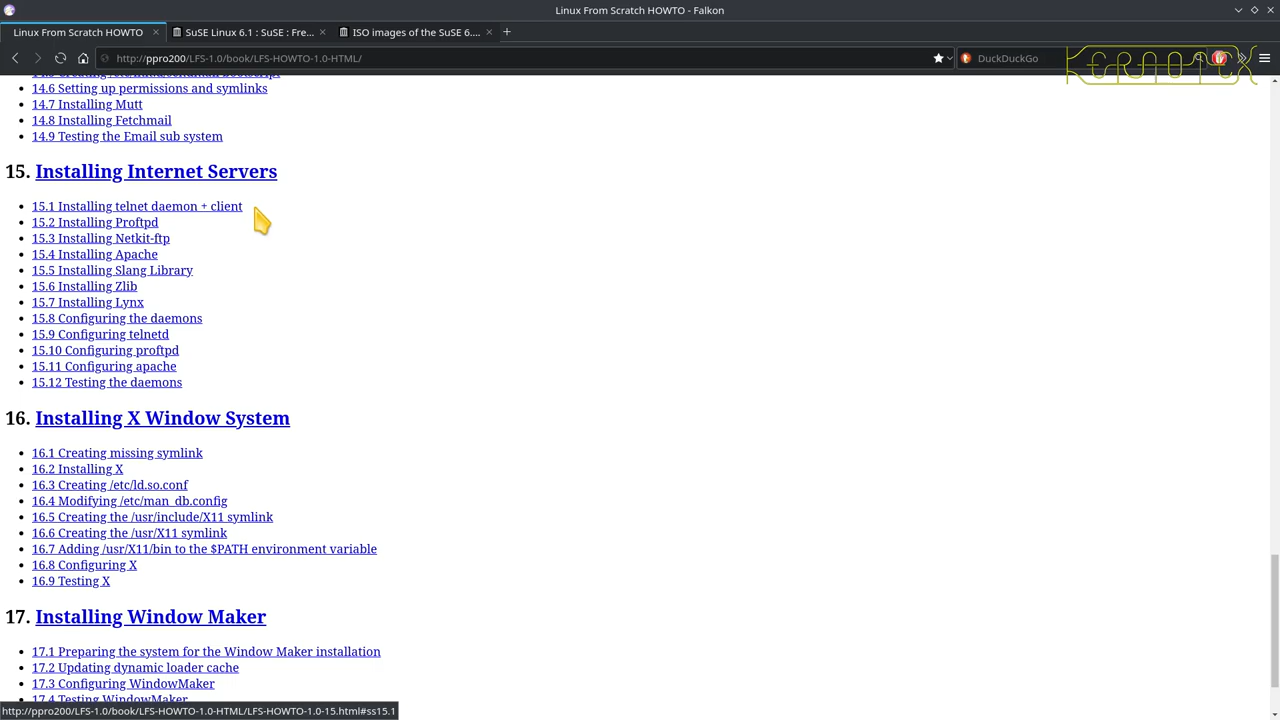 Linux From Scratch HOWTO - Falkon
Linux From Scratch HOWTO
SuSE Linux 6.1 : SuSE : Fre...
ISO images of the SuSE 6....
http://ppro200/LFS-1.0/book/LFS-HOWTO-1.0-HTML/
DuckDuckGo
KERNOTEX
14.6 Setting up permissions and symlinks
14.7 Installing Mutt
14.8 Installing Fetchmail
14.9 Testing the Email sub system
15. Installing Internet Servers
15.1 Installing telnet daemon + client
15.2 Installing Proftpd
15.3 Installing Netkit-ftp
15.4 Installing Apache
15.5 Installing Slang Library
15.6 Installing Zlib
15.7 Installing Lynx
15.8 Configuring the daemons
15.9 Configuring telnetd
15.10 Configuring proftpd
15.11 Configuring apache
15.12 Testing the daemons
16. Installing X Window System
16.1 Creating missing symlink
16.2 Installing X
16.3 Creating /etc/ld.so.conf
16.4 Modifying /etc/man_db.config
16.5 Creating the /usr/include/X11 symlink
16.6 Creating the /usr/X11 symlink
16.7 Adding /usr/X11/bin to the $PATH environment variable
16.8 Configuring X
16.9 Testing X
17. Installing Window Maker
17.1 Preparing the system for the Window Maker installation
17.2 Updating dynamic loader cache
17.3 Configuring WindowMaker
17.4 Testing WindowMaker
http://ppro200/LFS-1.0/book/LFS-HOWTO-1.0-HTML/LFS-HOWTO-1.0-15.html#ss15.1